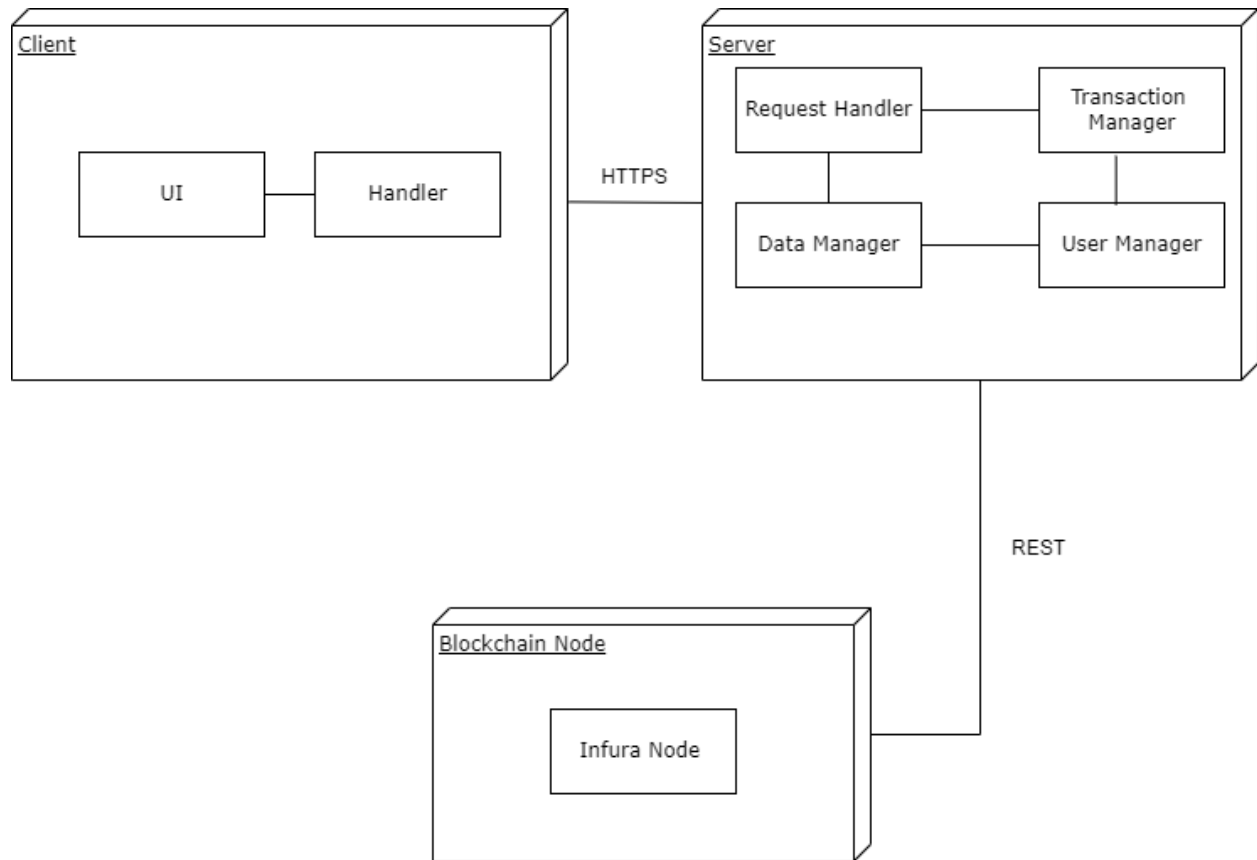 Client
UI
Handler
HTTPS
Server
Request Handler
Transaction
Manager
Data Manager
User Manager
REST
Blockchain Node
Infura Node